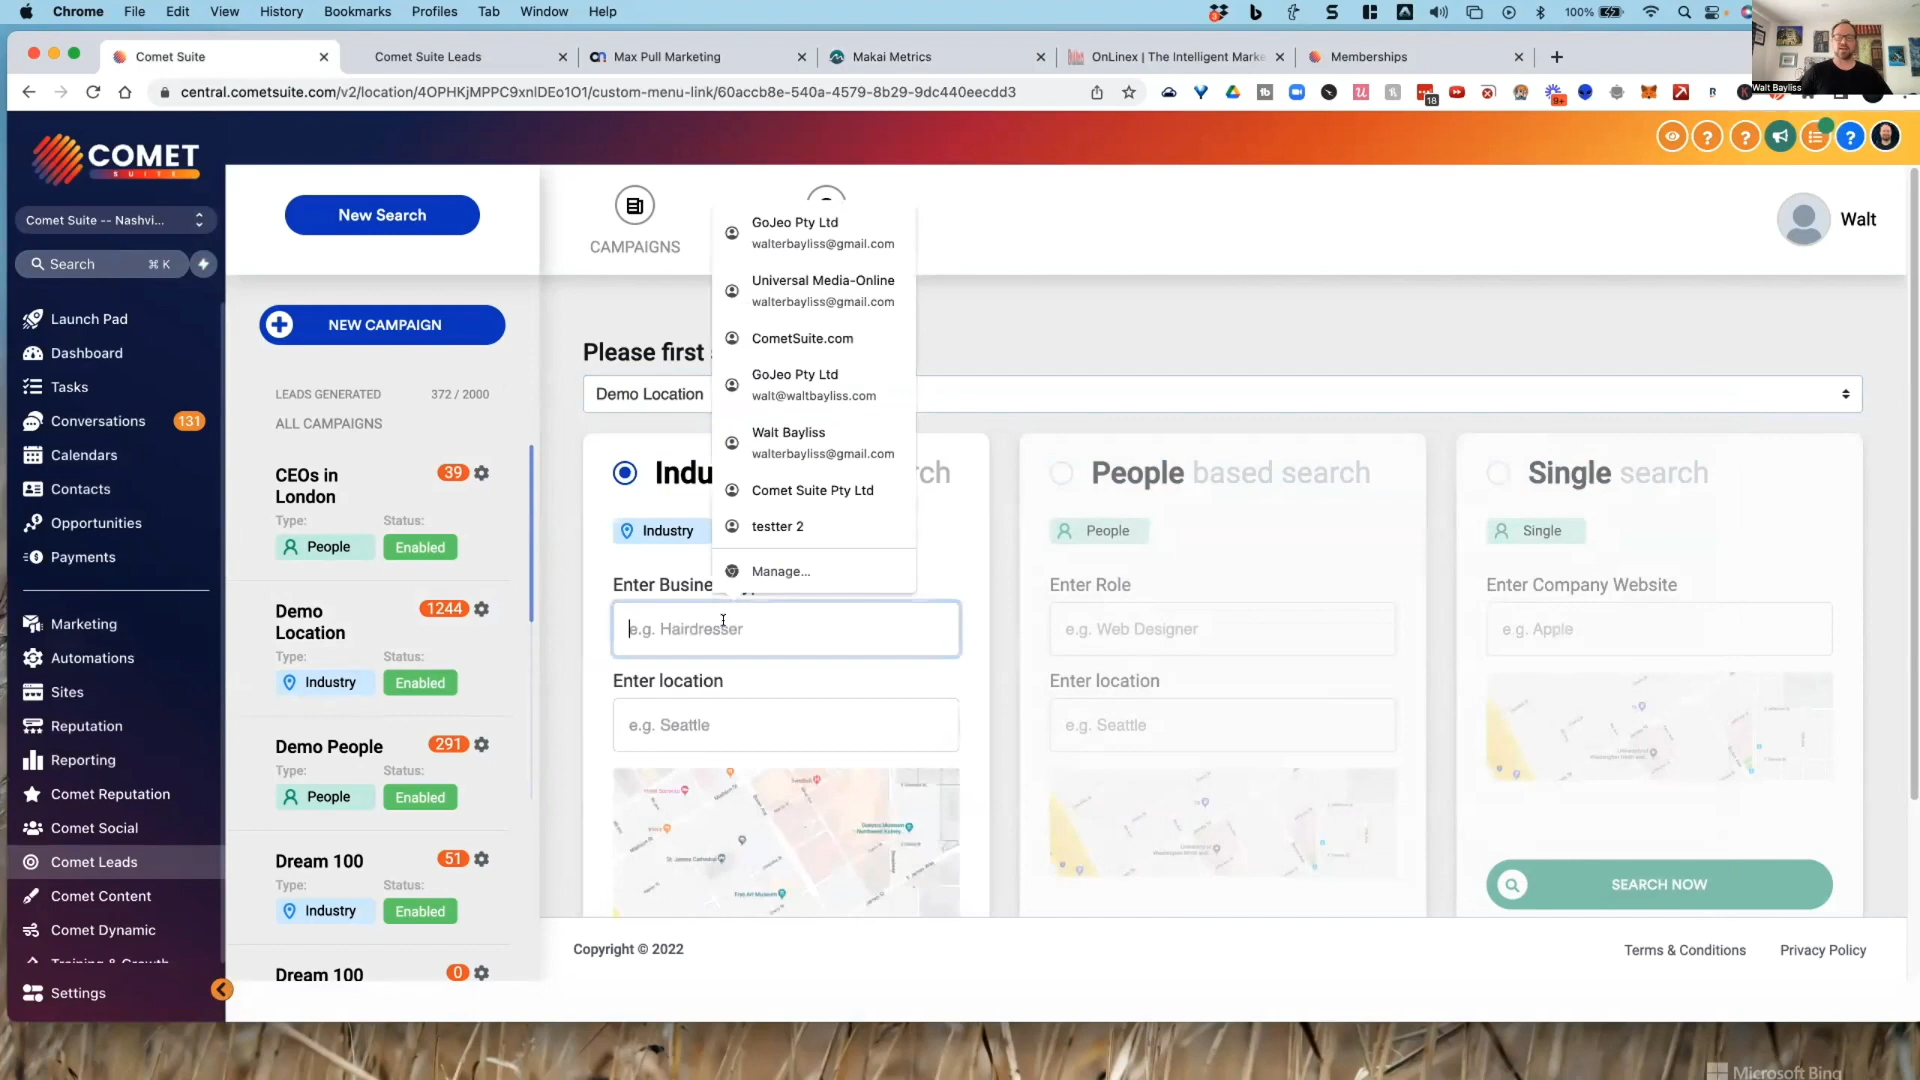 Chrome File Edit View History Bookmarks Profiles Tab Window Help
100%
Comet Suite
Comet Suite Leads
Max Pull Marketing
Makai Metrics
OnLinex | The Intelligent Marke
Memberships
central.cometsuite.com/v2/location/4OPHKjMPPC9xnlDEo1O1/custom-menu-link/60accb8e-540a-4579-8b29-9dc440eecdd3
18
9+
Walt Bayliss
COMET
SUITE
Comet Suite -- Nashvi...
Search ⌘ K
Launch Pad
Dashboard
Tasks
Conversations 131
Calendars
Contacts
Opportunities
Payments
Marketing
Automations
Sites
Reputation
Reporting
Comet Reputation
Comet Social
Comet Leads
Comet Content
Comet Dynamic
Training & Growth
Settings
New Search
NEW CAMPAIGN
LEADS GENERATED 372 / 2000
ALL CAMPAIGNS
CEOs in London 39
Type: Status:
People Enabled
Demo Location 1244
Type: Status:
Industry Enabled
Demo People 291
Type: Status:
People Enabled
Dream 100 51
Type: Status:
Industry Enabled
Dream 100 0
CAMPAIGNS
Walt
GoJeo Pty Ltd
walterbayliss@gmail.com
Universal Media-Online
walterbayliss@gmail.com
CometSuite.com
GoJeo Pty Ltd
walt@waltbayliss.com
Walt Bayliss
walterbayliss@gmail.com
Comet Suite Pty Ltd
testter 2
Manage...
Please first
Demo Location
Indu ch
Industry
Enter Busine
e.g. Hairdresser
Enter location
e.g. Seattle
People based search
People
Enter Role
e.g. Web Designer
Enter location
e.g. Seattle
Single search
Single
Enter Company Website
e.g. Apple
SEARCH NOW
Copyright © 2022
Terms & Conditions
Privacy Policy
Microsoft Bing